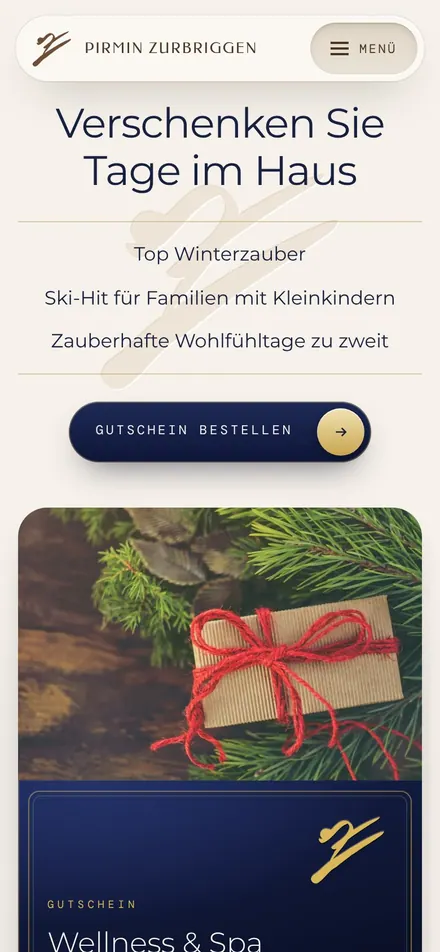 PIRMIN ZURBRIGGEN
MENÜ
Verschenken Sie
Tage im Haus
Top Winterzauber
Ski-Hit für Familien mit Kleinkindern
Zauberhafte Wohlfühltage zu zweit
GUTSCHEIN BESTELLEN
GUTSCHEIN
Wellness & Spa